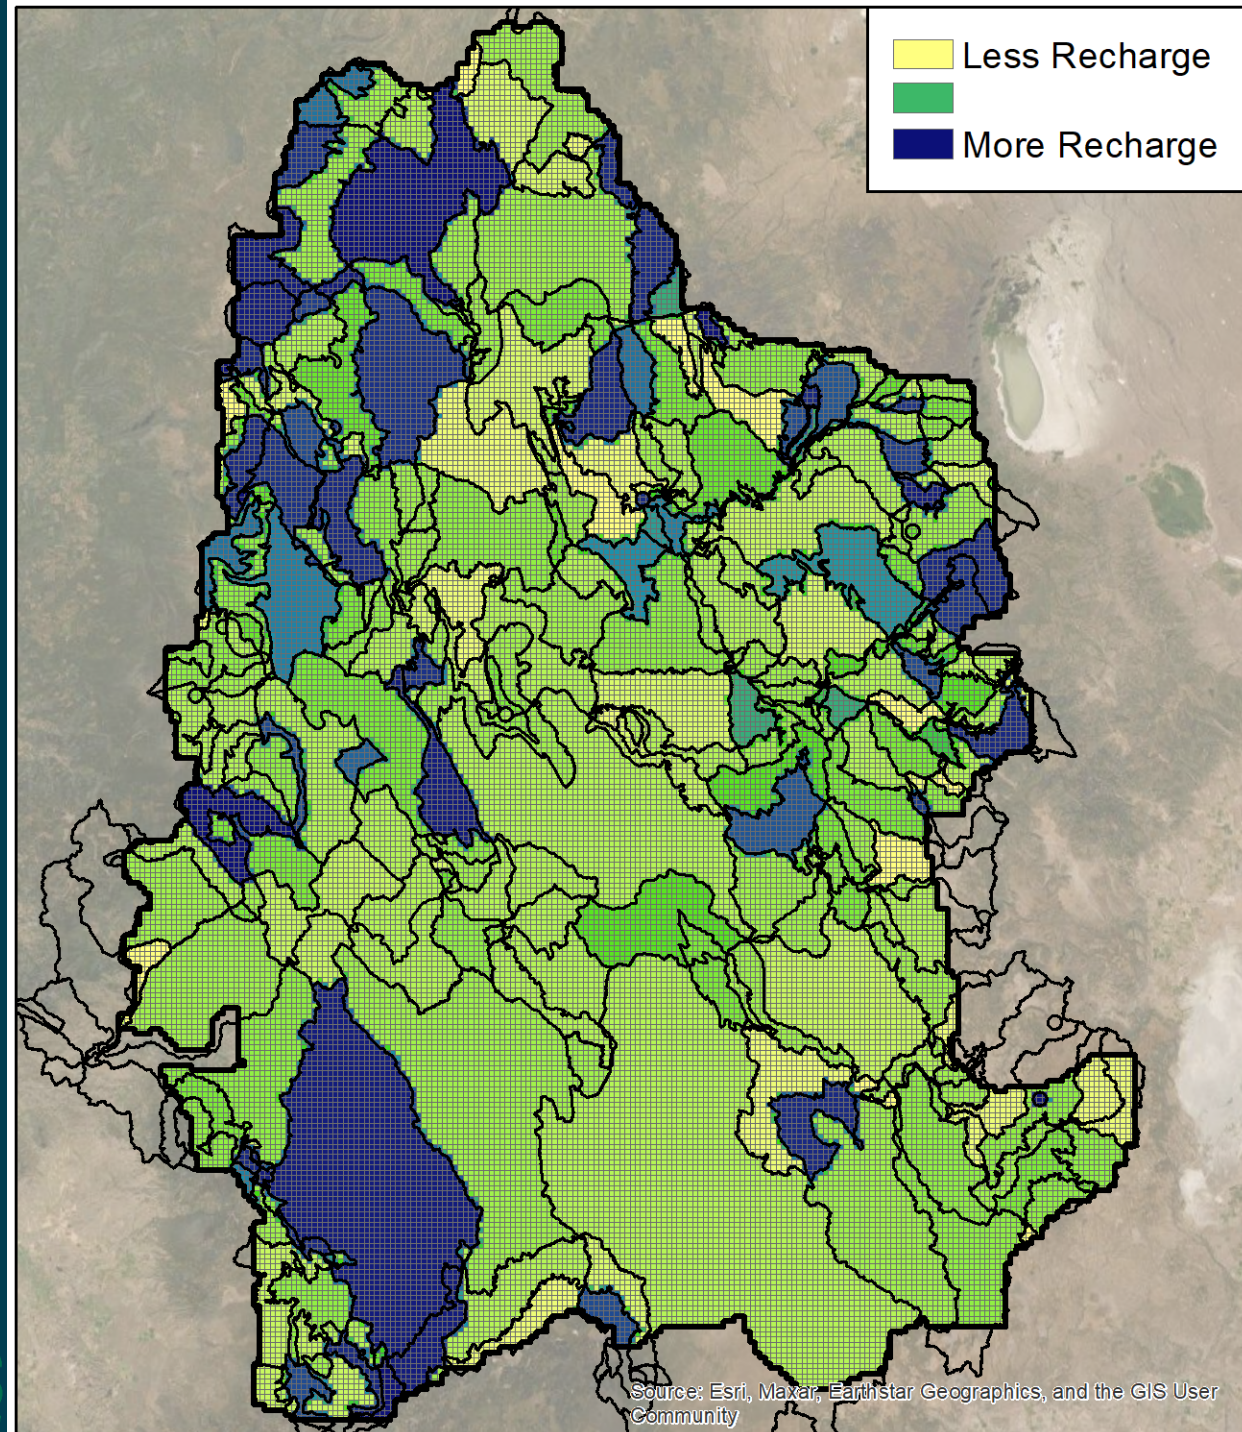 Less Recharge
More Recharge
Source: Esri, Maxar, Earthstar Geographics, and the GIS User
Community